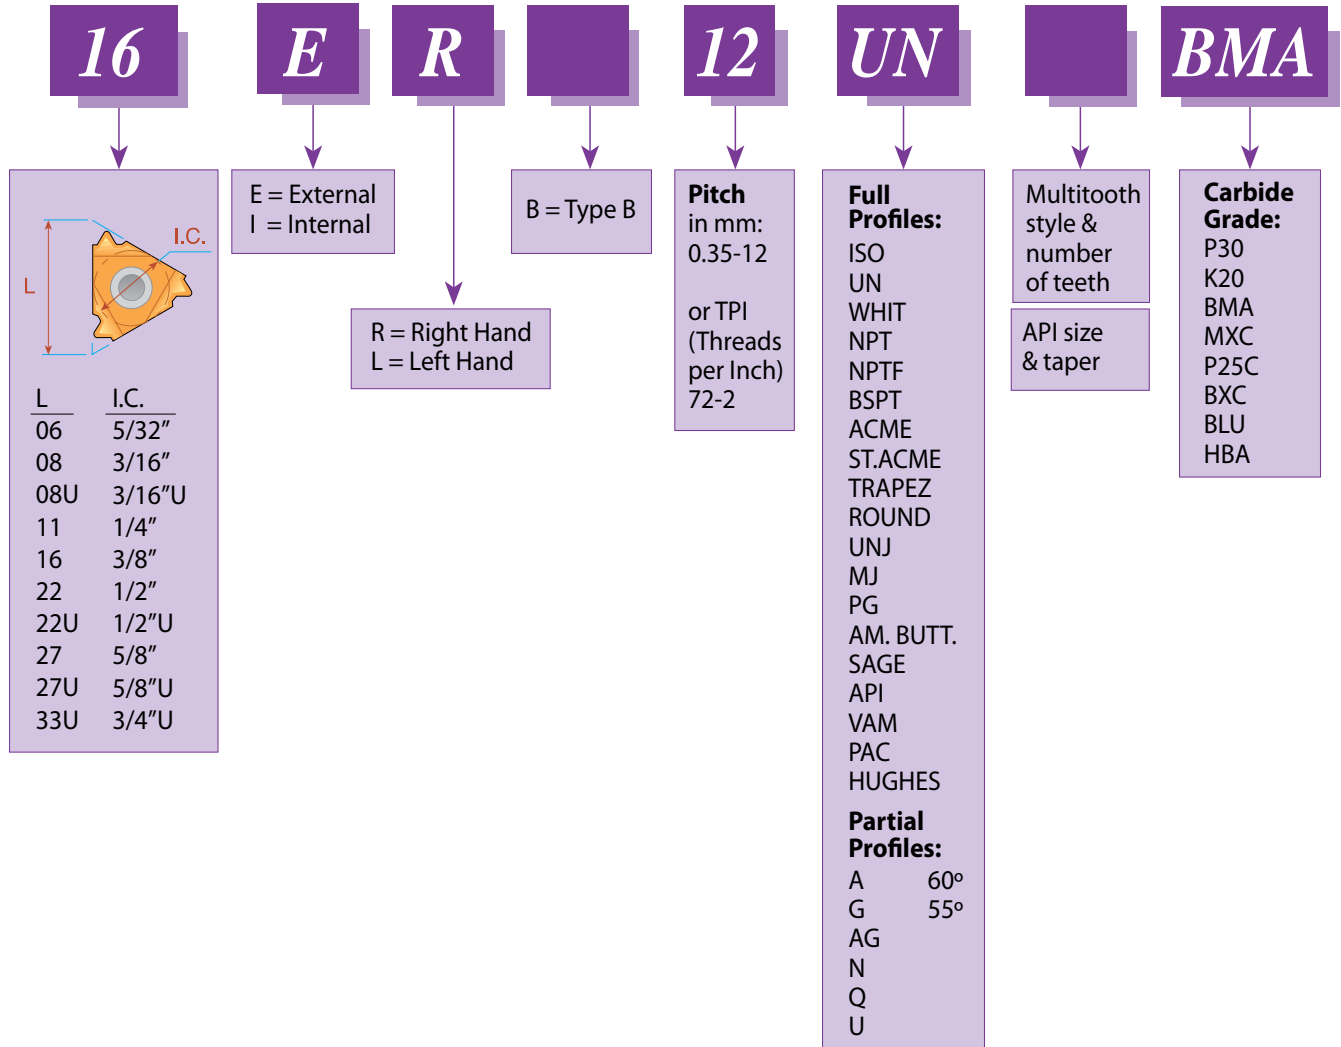 16 E R 12 UN BMA
L
I.C.
L I.C.
06 5/32”
08 3/16”
08U 3/16”U
11 1/4”
16 3/8”
22 1/2”
22U 1/2”U
27 5/8”
27U 5/8”U
33U 3/4”U
E = External
I = Internal
R = Right Hand
L = Left Hand
B = Type B
Pitch
in mm:
0.35-12
or TPI
(Threads
per Inch)
72-2
Full
Profiles:
ISO
UN
WHIT
NPT
NPTF
BSPT
ACME
ST.ACME
TRAPEZ
ROUND
UNJ
MJ
PG
AM. BUTT.
SAGE
API
VAM
PAC
HUGHES
Partial
Profiles:
A 60º
G 55º
AG
N
Q
U
Multitooth
style &
number
of teeth
API size
& taper
Carbide
Grade:
P30
K20
BMA
MXC
P25C
BXC
BLU
HBA